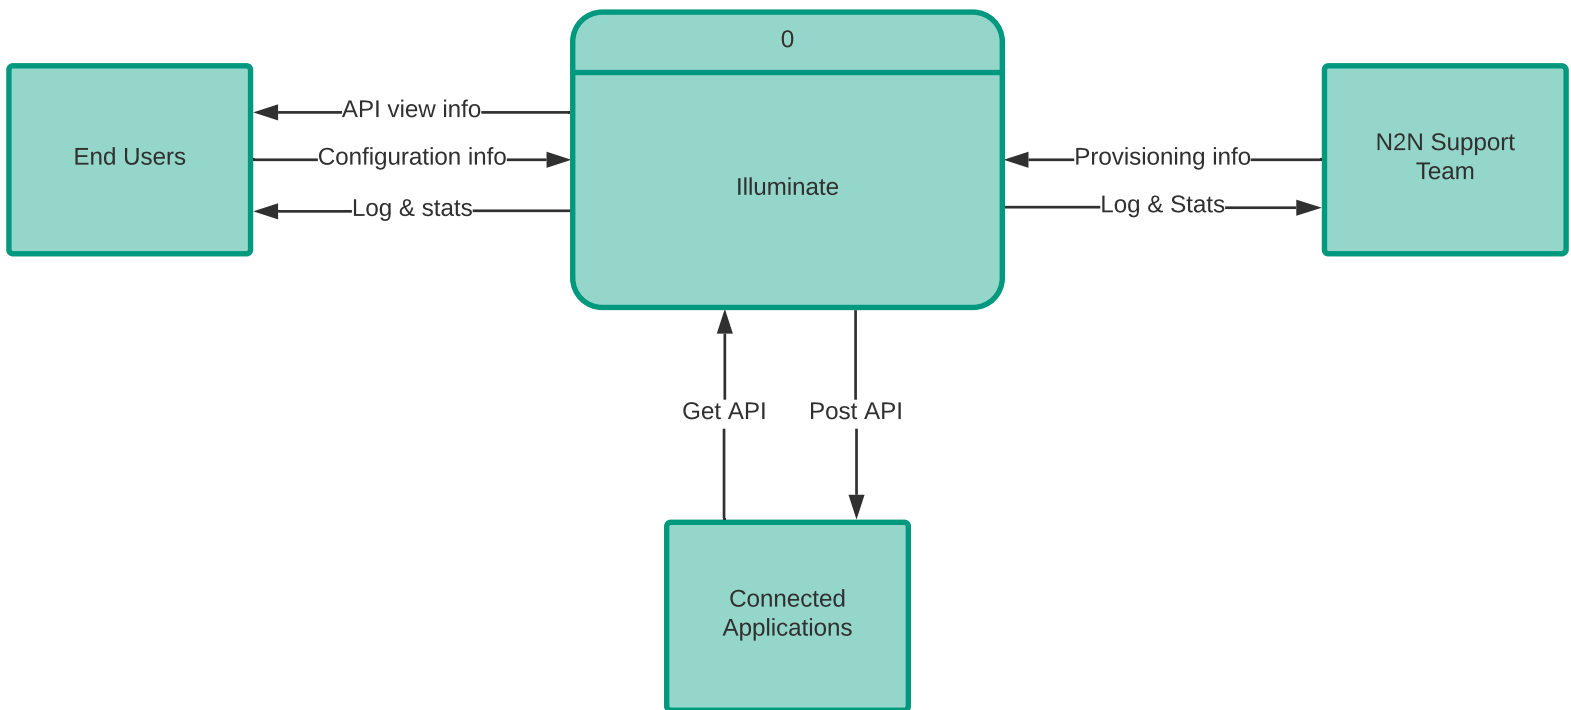 0
API view info
End Users
Configuration info
Log & stats
Illuminate
Provisioning info
Log & Stats
N2N Support
Team
Get API
Post API
Connected
Applications